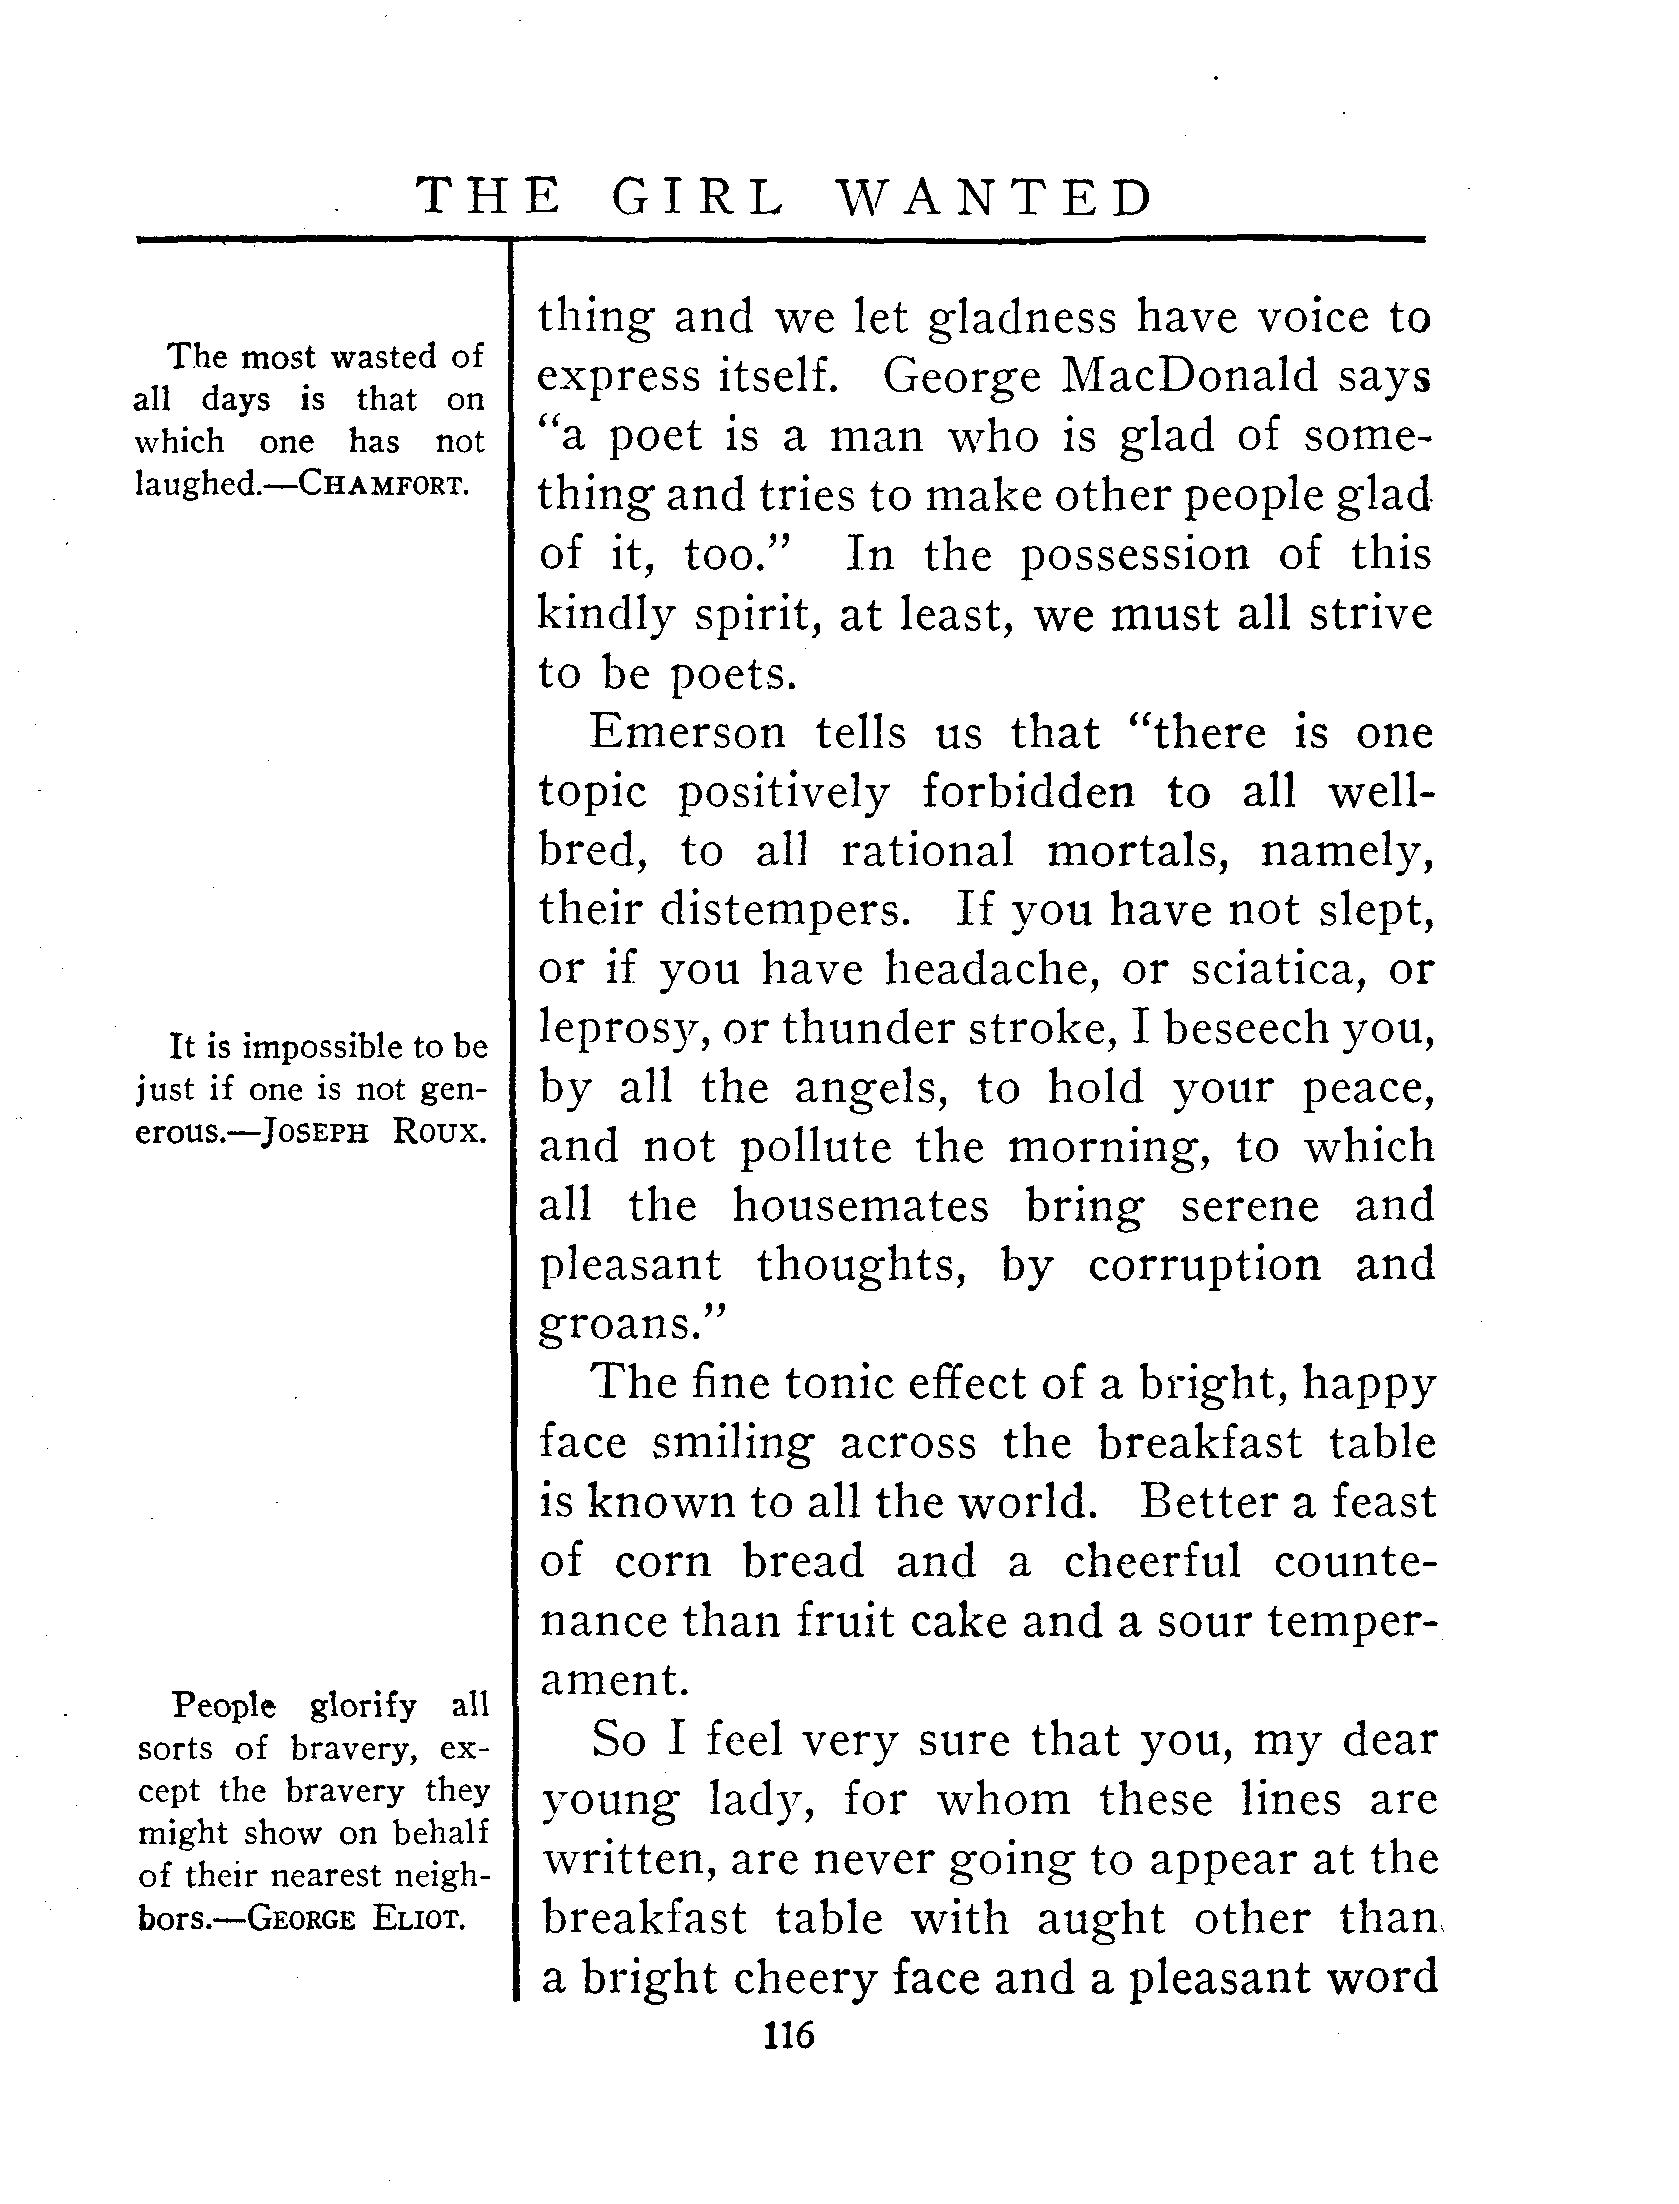 THE GIRL WANTED
The most wasted of
all days is that on
which one has not
laughed.—CHAMFORT.
It is impossible to be
just if one is not gen-
erous.—JOSEPH ROUX.
People glorify all
sorts of bravery, ex-
cept the bravery they
might show on behalf
of their nearest neigh-
bors.—GEORGE ELIOT.
thing and we let gladness have voice to
express itself. George MacDonald says
“a poet is a man who is glad of some-
thing and tries to make other people glad
of it, too.” In the possession of this
kindly spirit, at least, we must all strive
to be poets.
Emerson tells us that “there is one
topic positively forbidden to all well-
bred, to all rational mortals, namely,
their distempers. If you have not slept,
or if you have headache, or sciatica, or
leprosy, or thunder stroke, I beseech you,
by all the angels, to hold your peace,
and not pollute the morning, to which
all the housemates bring serene and
pleasant thoughts, by corruption and
groans.”
The fine tonic effect of a bright, happy
face smiling across the breakfast table
is known to all the world. Better a feast
of corn bread and a cheerful counte-
nance than fruit cake and a sour temper-
ament.
So I feel very sure that you, my dear
young lady, for whom these lines are
written, are never going to appear at the
breakfast table with aught other than
a bright cheery face and a pleasant word
116